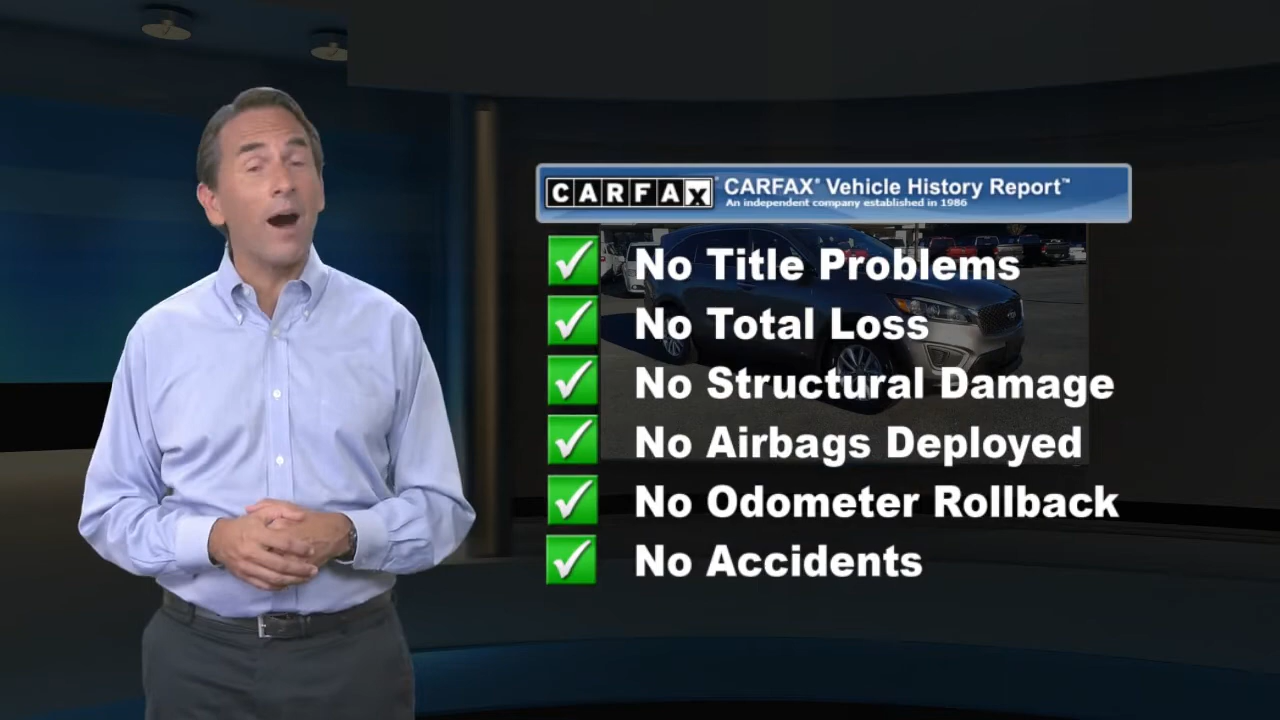 CARFAX® CARFAX® Vehicle History Report™
An independent company established in 1986
No Title Problems
No Total Loss
No Structural Damage
No Airbags Deployed
No Odometer Rollback
No Accidents